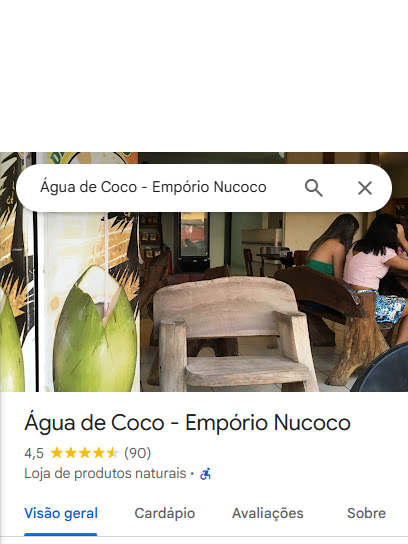 Água de Coco - Empório Nucoco
Água de Coco - Empório Nucoco
4,5 (90)
Loja de produtos naturais ·
Visão geral Cardápio Avaliações Sobre